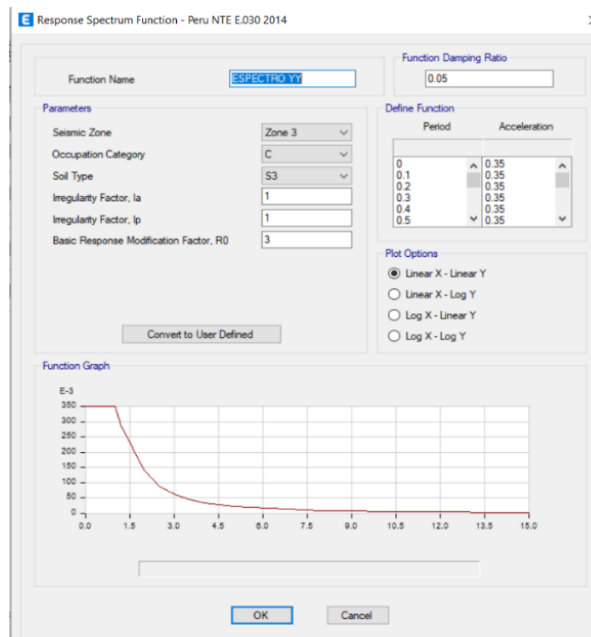 E Response Spectrum Function - Peru NTE E.030 2014
Function Name ESPECTRO YY
Function Damping Ratio
0.05
Parameters
Seismic Zone Zone 3
Occupation Category C
Soil Type S3
Irregularity Factor, Ia 1
Irregularity Factor, Ip 1
Basic Response Modification Factor, R0 3
Convert to User Defined
Define Function
Period Acceleration
0 0.35
0.1 0.35
0.2 0.35
0.3 0.35
0.4 0.35
0.5 0.35
Plot Options
Linear X - Linear Y
Linear X - Log Y
Log X - Linear Y
Log X - Log Y
Function Graph
E-3
350
300
250
200
150
100
50
0
0.0 1.5 3.0 4.5 6.0 7.5 9.0 10.5 12.0 13.5 15.0
OK Cancel